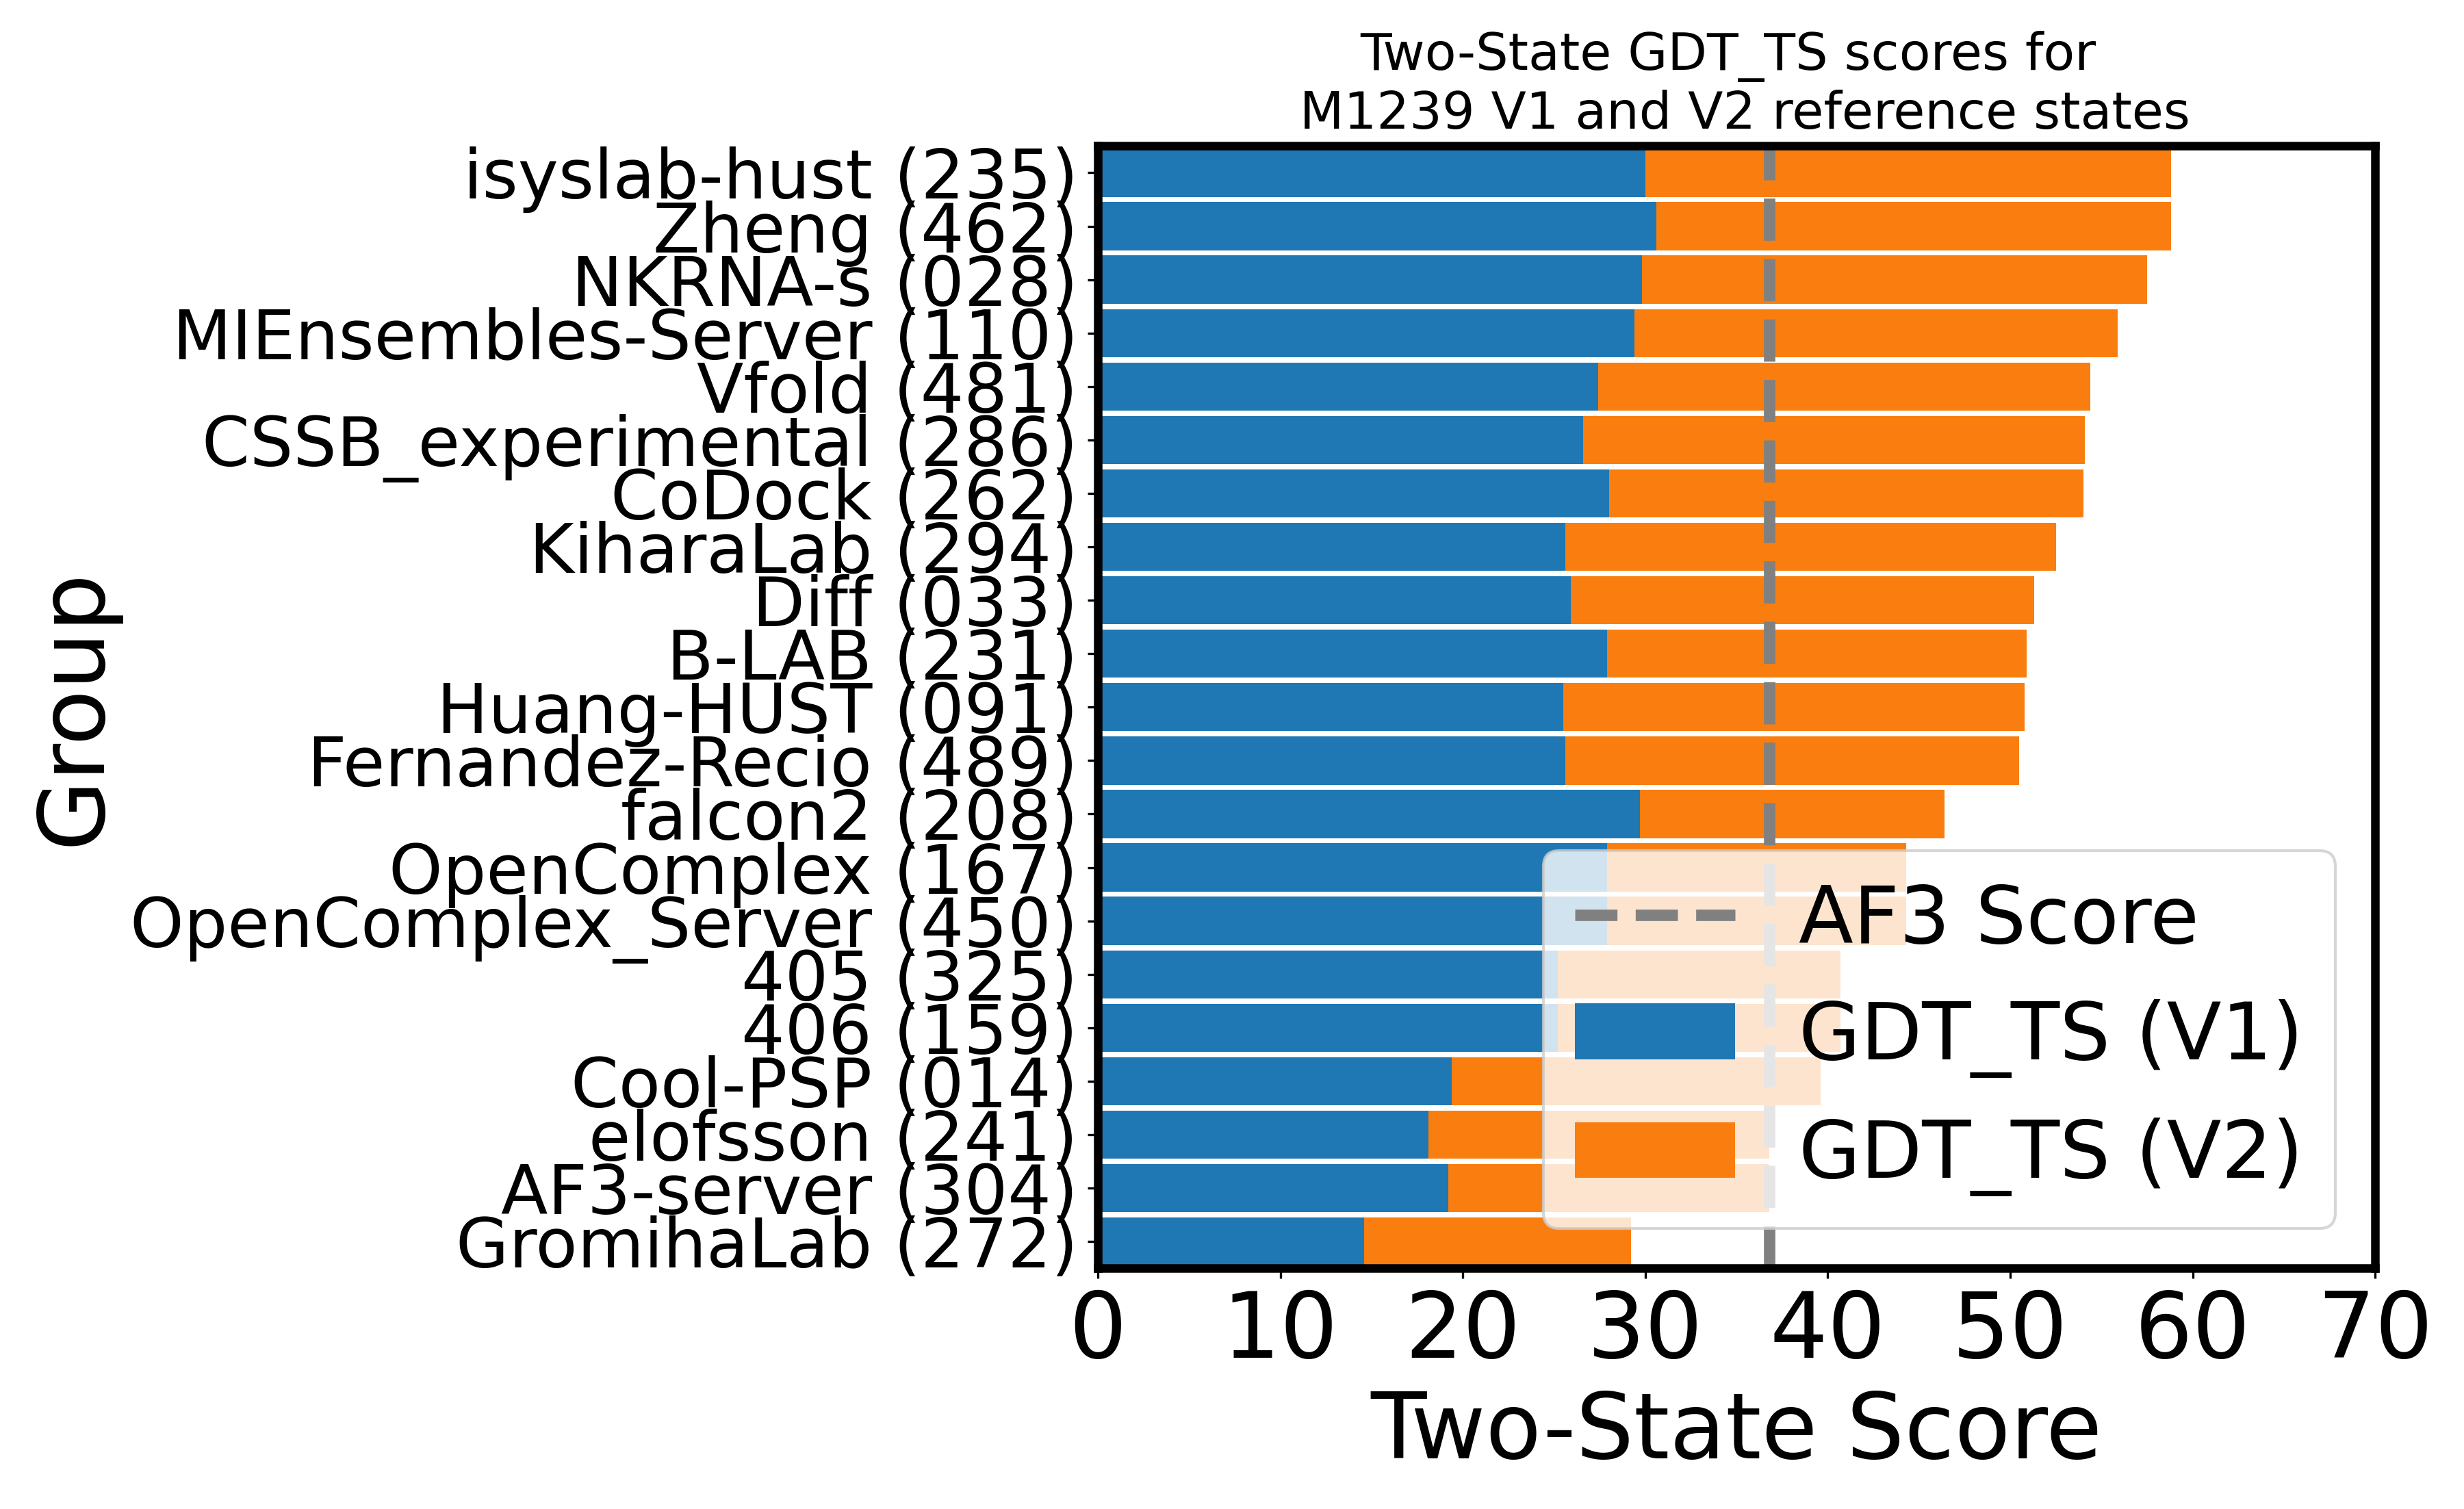 Two-State GDT_TS scores for
M1239 V1 and V2 reference states
isyslab-hust (235)
Zheng (462)
NKRNA-s (028)
MIEnsembles-Server (110)
Vfold (481)
CSSB_experimental (286)
CoDock (262)
KiharaLab (294)
Diff (033)
B-LAB (231)
Huang-HUST (091)
Fernandez-Recio (489)
falcon2 (208)
OpenComplex (167)
OpenComplex_Server (450)
405 (325)
406 (159)
Cool-PSP (014)
elofsson (241)
AF3-server (304)
GromihaLab (272)
Group
AF3 Score
GDT_TS (V1)
GDT_TS (V2)
0 10 20 30 40 50 60 70
Two-State Score